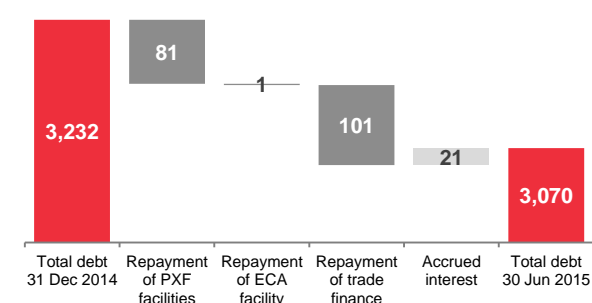 81
1
3,232
101
21
3,070
Total debt
31 Dec 2014
Repayment
of PXF
facilities
Repayment
of ECA
facility
Repayment
of trade
finance
Accrued
interest
Total debt
30 Jun 2015